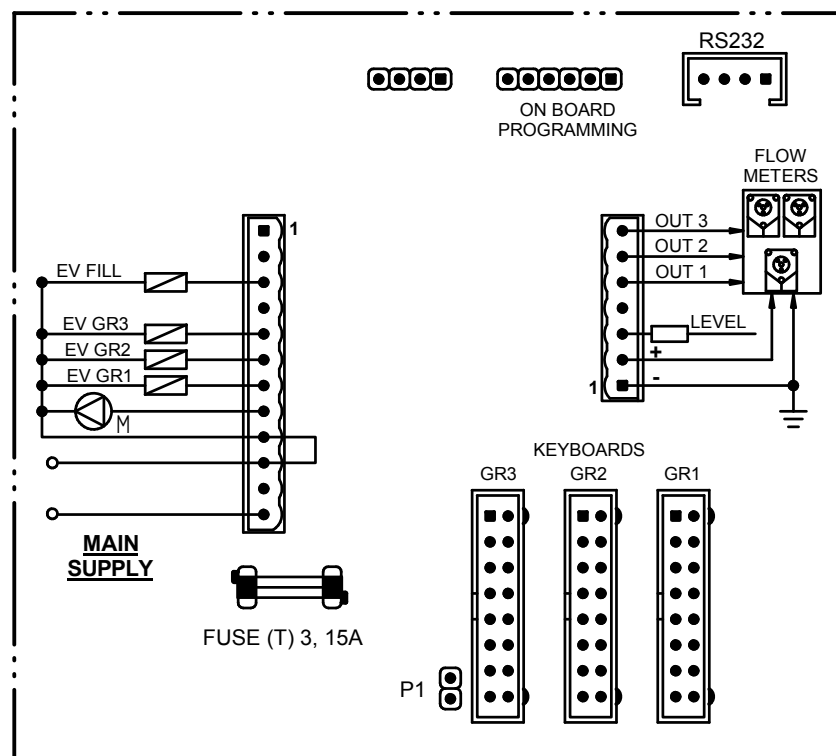 RS232
ON BOARD
PROGRAMMING
FLOW
METERS
1
OUT 3
OUT 2
OUT 1
EV FILL
EV GR3
EV GR2
EV GR1
M
LEVEL
+
-
1
MAIN
SUPPLY
KEYBOARDS
GR3
GR2
GR1
FUSE (T) 3, 15A
P1